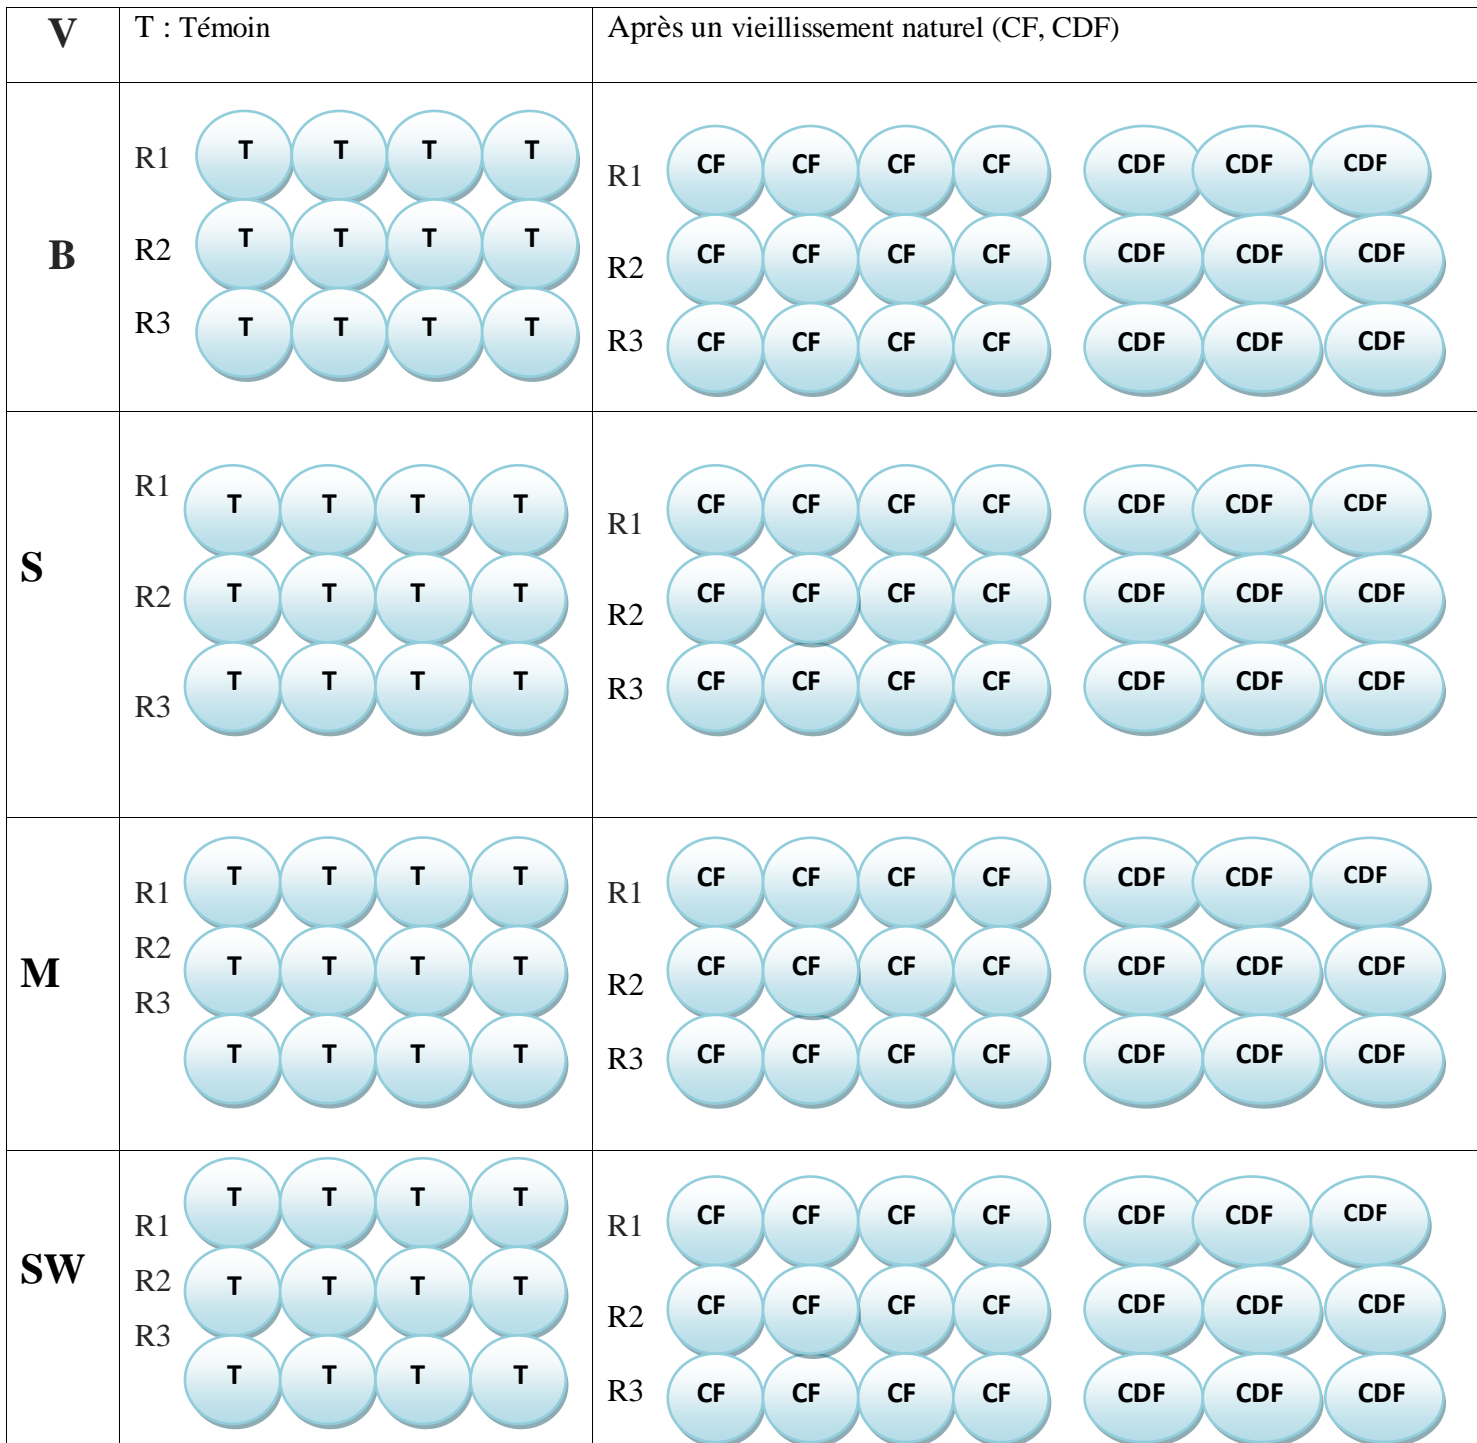 V T : Témoin Après un vieillissement naturel (CF, CDF)
B
R1 T T T T
R2 T T T T
R3 T T T T
R1 CF CF CF CF CDF CDF CDF
R2 CF CF CF CF CDF CDF CDF
R3 CF CF CF CF CDF CDF CDF
S
R1 T T T T
R2 T T T T
R3 T T T T
R1 CF CF CF CF CDF CDF CDF
R2 CF CF CF CF CDF CDF CDF
R3 CF CF CF CF CDF CDF CDF
M
R1 T T T T
R2 T T T T
R3 T T T T
R1 CF CF CF CF CDF CDF CDF
R2 CF CF CF CF CDF CDF CDF
R3 CF CF CF CF CDF CDF CDF
SW
R1 T T T T
R2 T T T T
R3 T T T T
R1 CF CF CF CF CDF CDF CDF
R2 CF CF CF CF CDF CDF CDF
R3 CF CF CF CF CDF CDF CDF